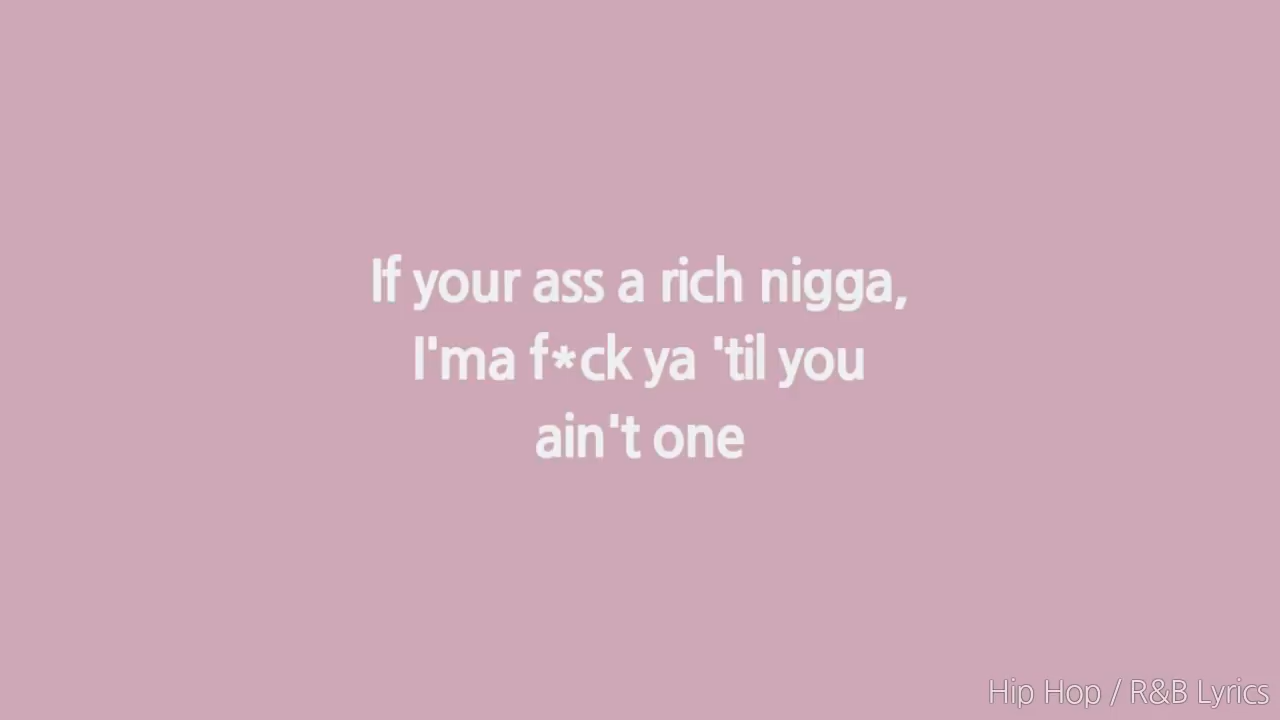 If your ass a rich nigga,
I'ma f*ck ya 'til you
ain't one
Hip Hop / R&B Lyrics